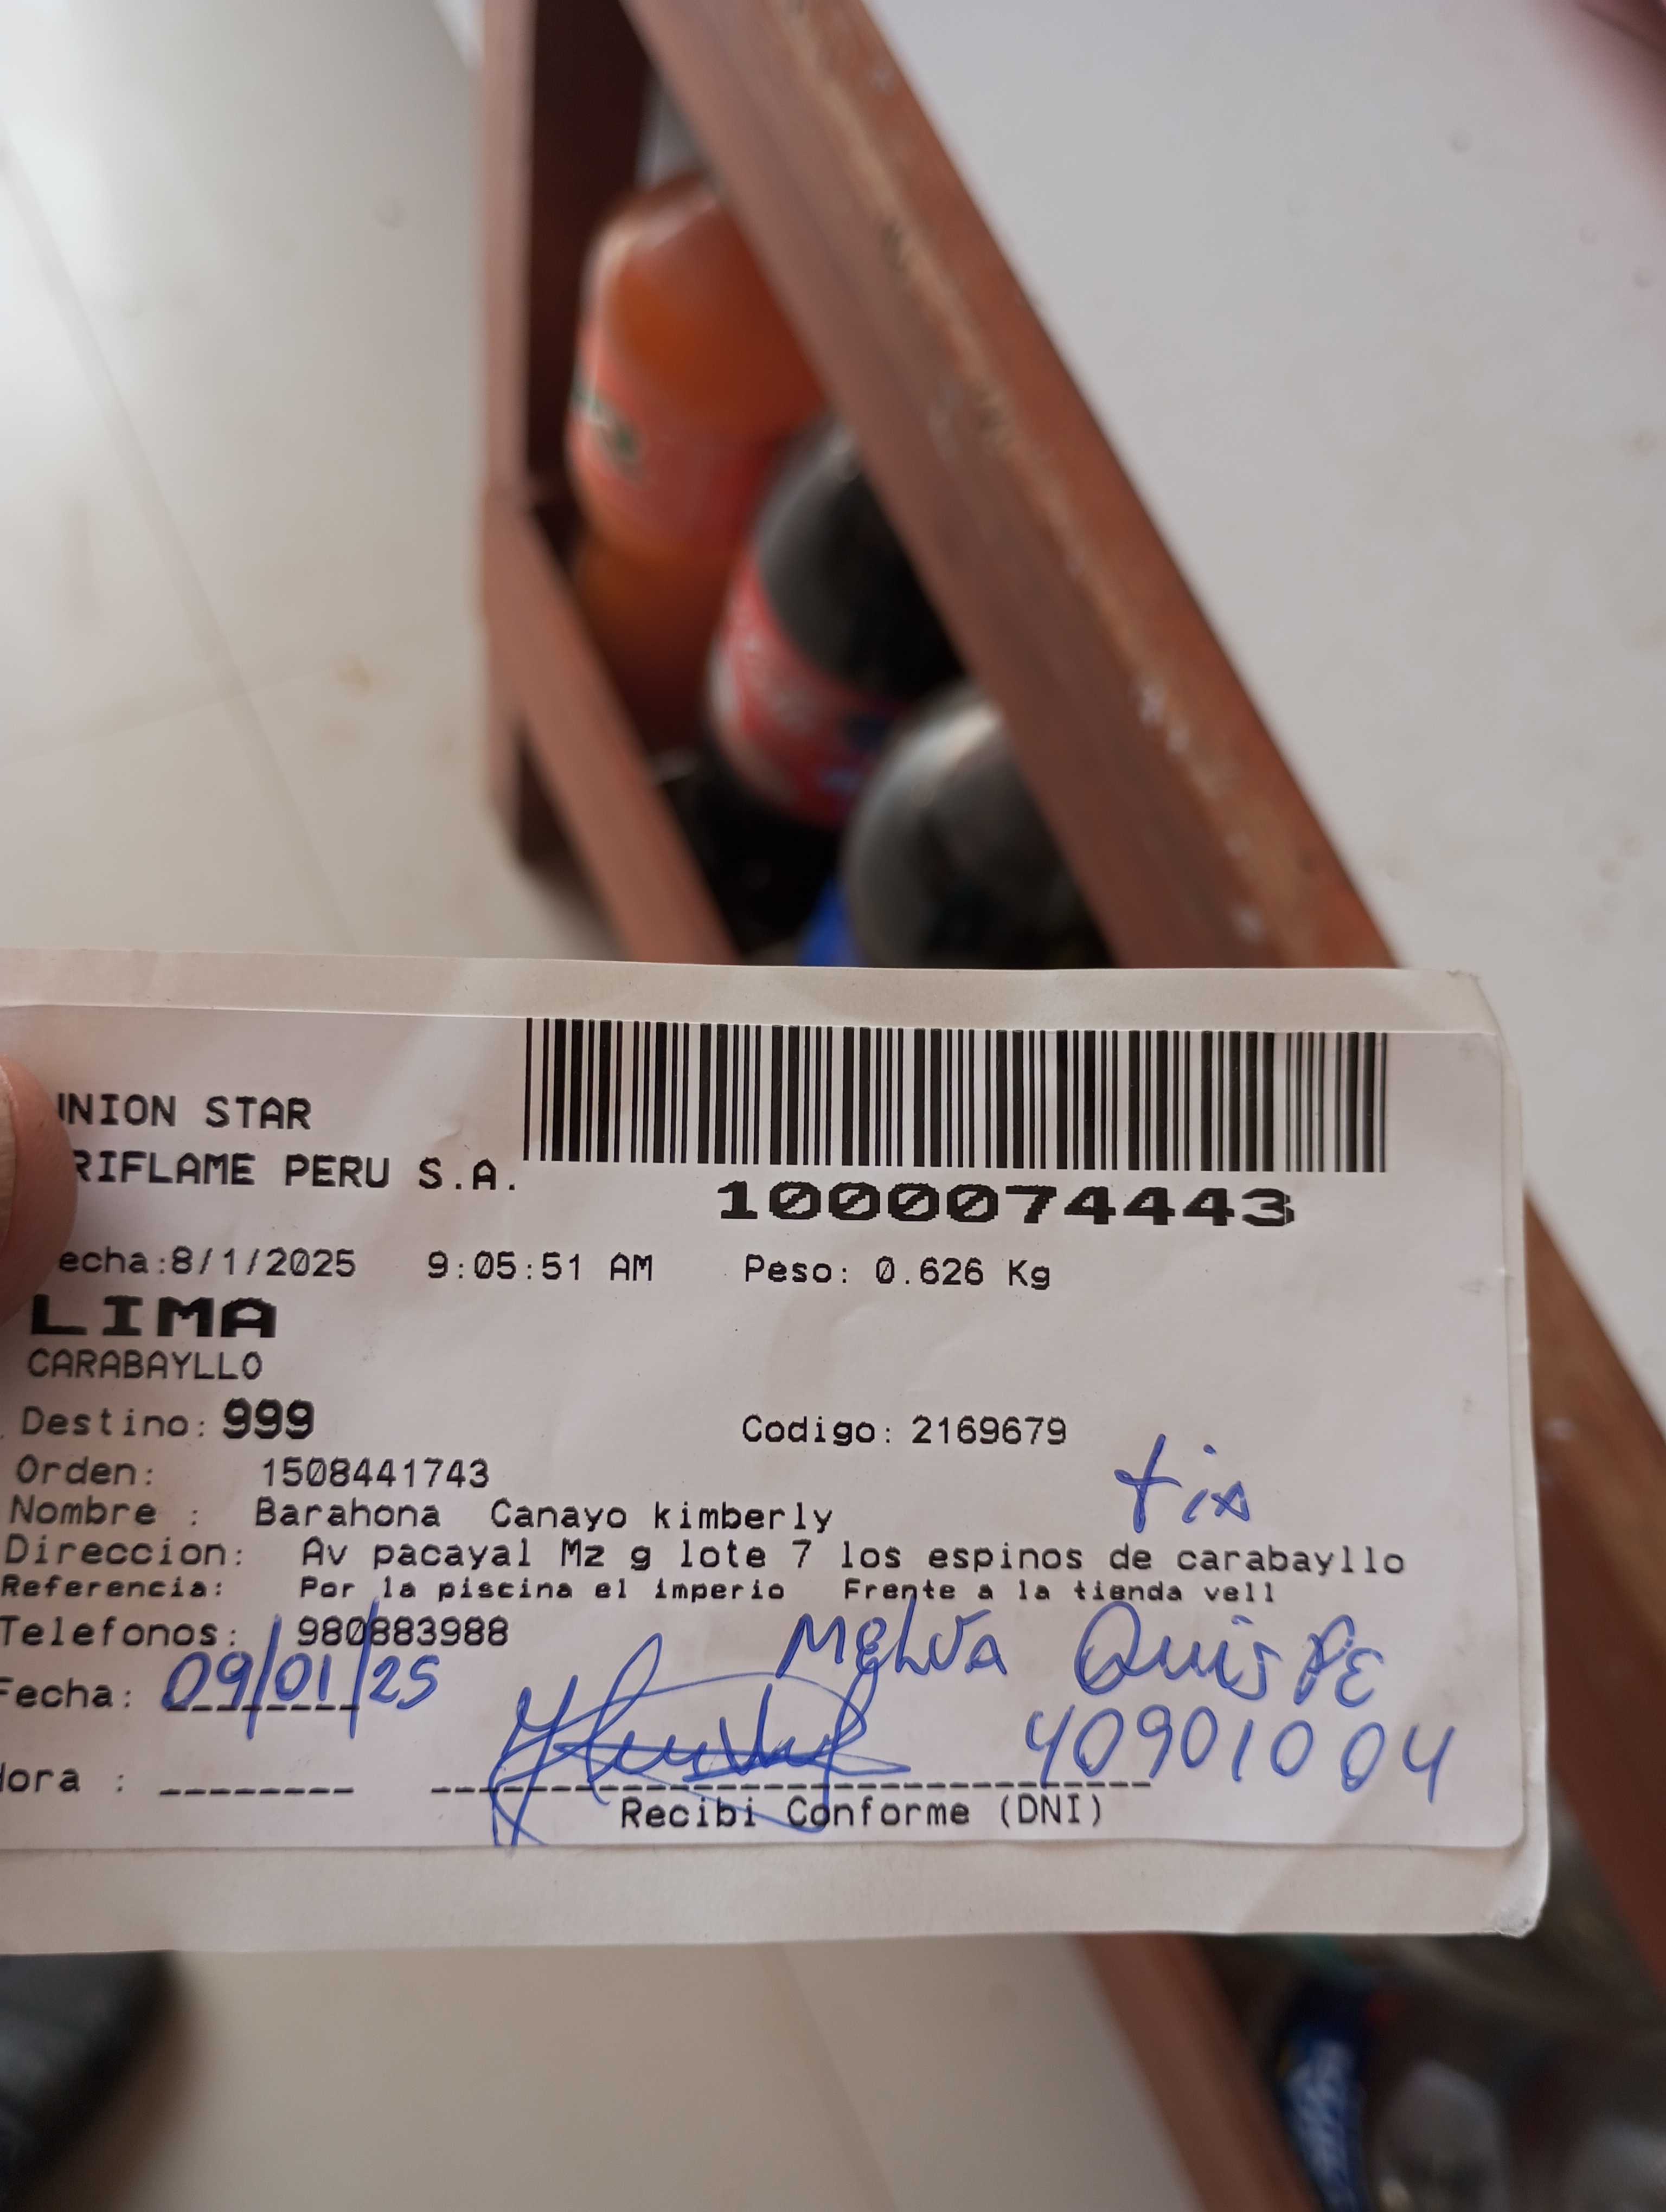 UNION STAR
RIFLAME PERU S.A.
1000074443
echa:8/1/2025 9:05:51 AM Peso: 0.626 Kg
LIMA
CARABAYLLO
Destino: 999 Codigo: 2169679
Orden: 1508441743
tia
Nombre : Barahona Canayo kimberly
Direccion: Av pacayal Mz g lote 7 los espinos de carabayllo
Referencia: Por la piscina el imperio Frente a la tienda vell
Telefonos: 980883988
Melva Quispe
Fecha: 09/01/25
40901004
Hora :
Recibi Conforme (DNI)